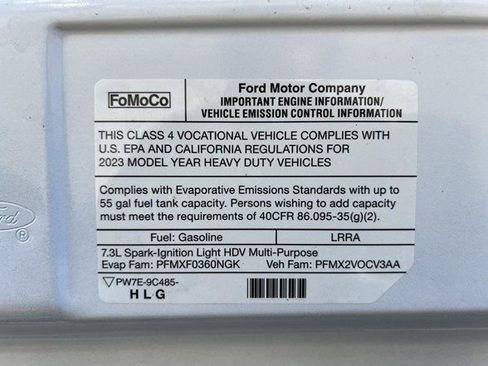 FoMoCo
Ford Motor Company
IMPORTANT ENGINE INFORMATION/
VEHICLE EMISSION CONTROL INFORMATION
THIS CLASS 4 VOCATIONAL VEHICLE COMPLIES WITH
U.S. EPA AND CALIFORNIA REGULATIONS FOR
2023 MODEL YEAR HEAVY DUTY VEHICLES
Complies with Evaporative Emissions Standards with up to
55 gal fuel tank capacity. Persons wishing to add capacity
must meet the requirements of 40CFR 86.095-35(g)(2).
Fuel: Gasoline LRRA
7.3L Spark-Ignition Light HDV Multi-Purpose
Evap Fam: PFMXF0360NGK Veh Fam: PFMX2VOCV3AA
PW7E-9C485-
HLG
Ford